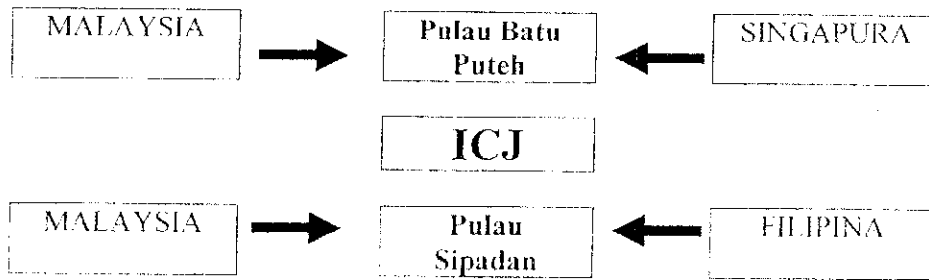 MALAYSIA
Pulau Batu
Puteh
SINGAPURA
ICJ
MALAYSIA
Pulau
Sipadan
FILIPINA